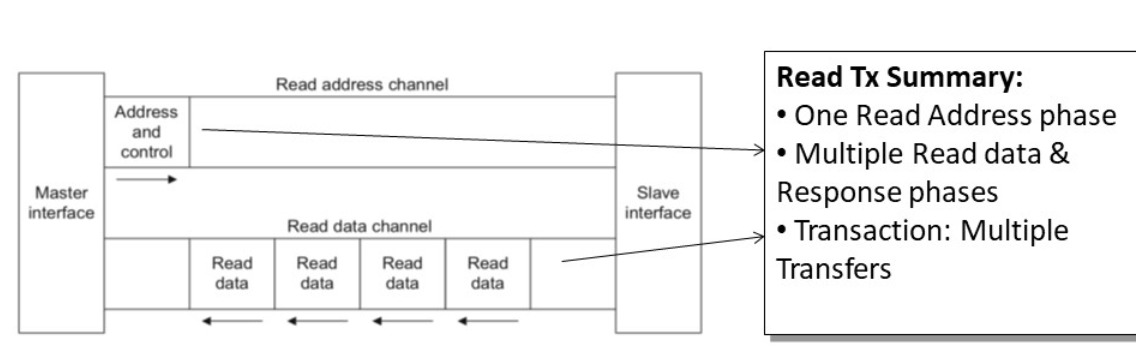 Read address channel
Address
and
control
Master
interface
Slave
interface
Read data channel
Read
data
Read
data
Read
data
Read
data
Read Tx Summary:
• One Read Address phase
• Multiple Read data &
Response phases
• Transaction: Multiple
Transfers